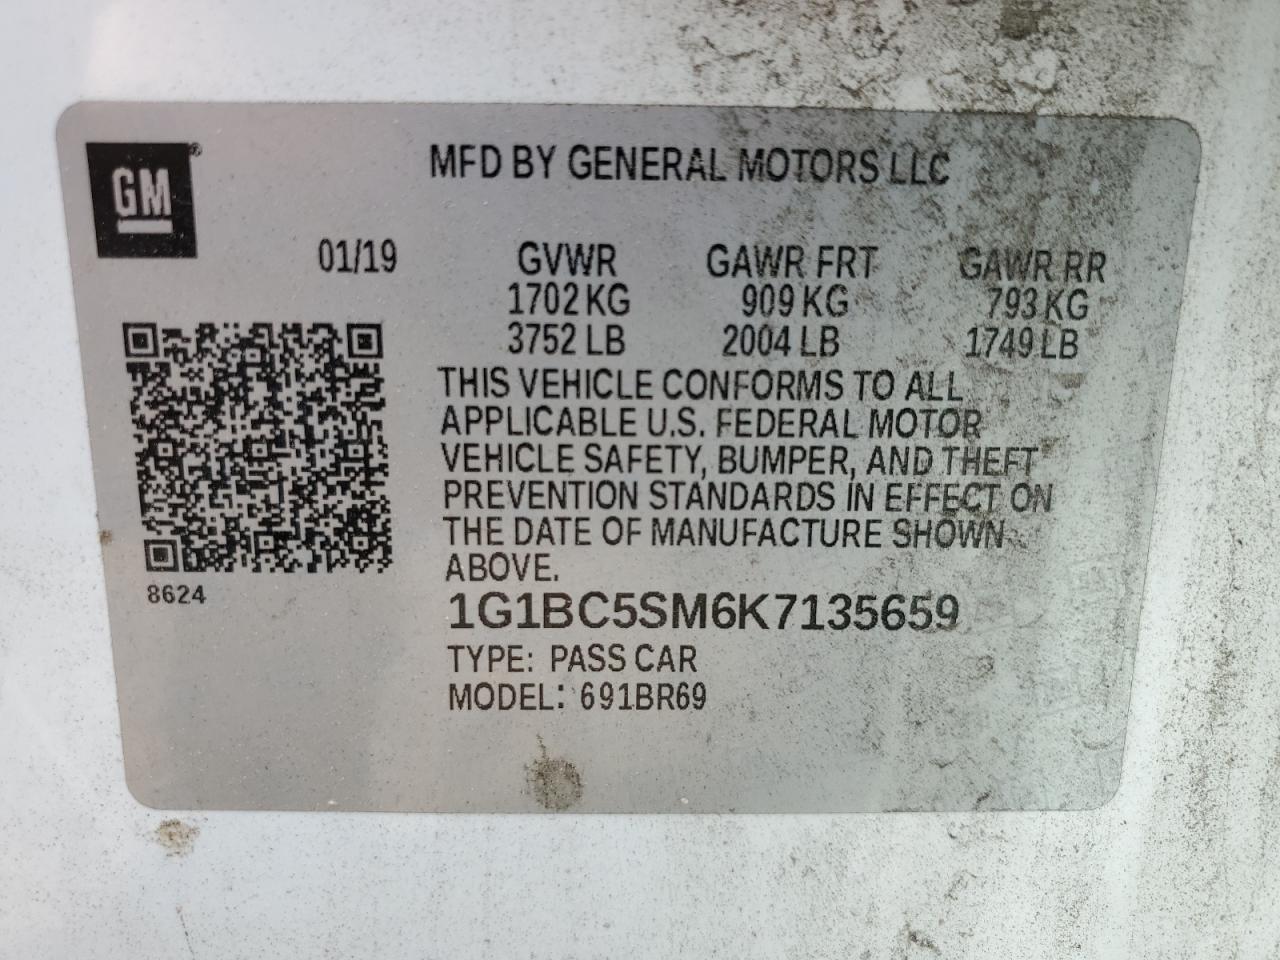 GM®
MFD BY GENERAL MOTORS LLC
01/19 GVWR GAWR FRT GAWR RR
1702 KG 909 KG 793 KG
3752 LB 2004 LB 1749 LB
THIS VEHICLE CONFORMS TO ALL
APPLICABLE U.S. FEDERAL MOTOR
VEHICLE SAFETY, BUMPER, AND THEFT
PREVENTION STANDARDS IN EFFECT ON
THE DATE OF MANUFACTURE SHOWN
ABOVE.
8624
1G1BC5SM6K7135659
TYPE: PASS CAR
MODEL: 691BR69